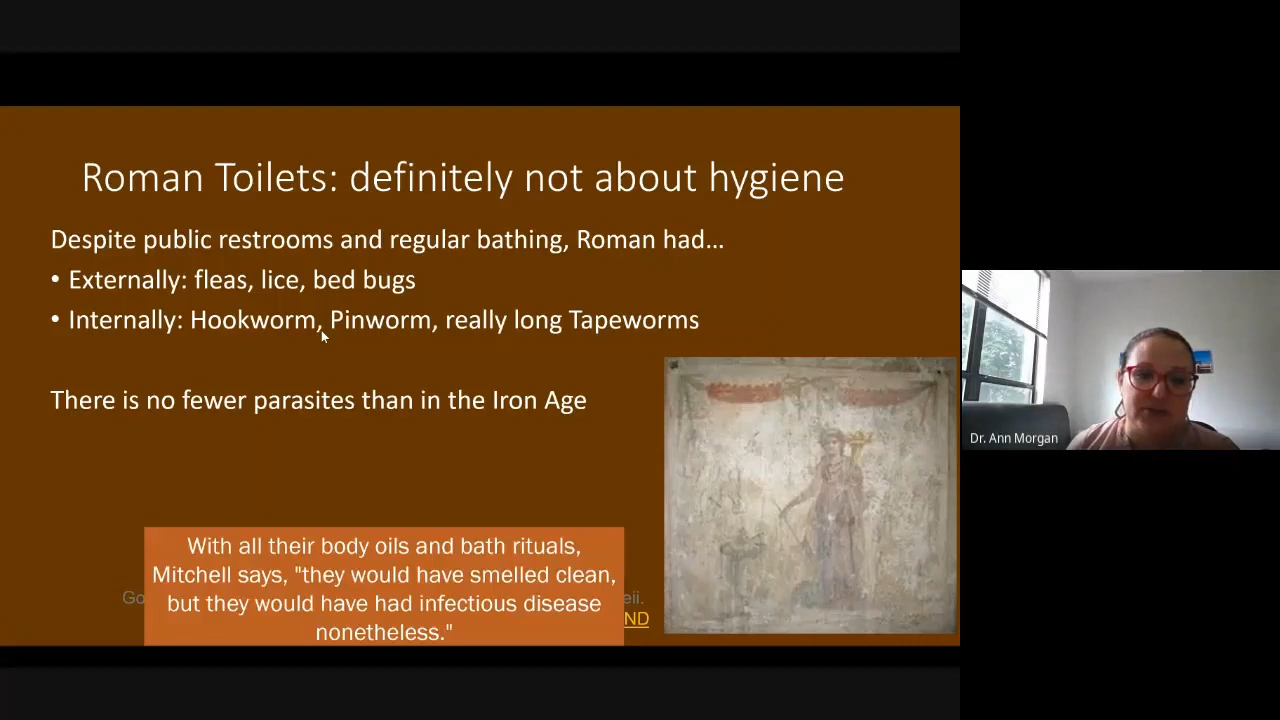 Roman Toilets: definitely not about hygiene
Despite public restrooms and regular bathing, Roman had…
• Externally: fleas, lice, bed bugs
• Internally: Hookworm, Pinworm, really long Tapeworms
There is no fewer parasites than in the Iron Age
With all their body oils and bath rituals,
Mitchell says, "they would have smelled clean,
but they would have had infectious disease
nonetheless."
ND
Dr. Ann Morgan